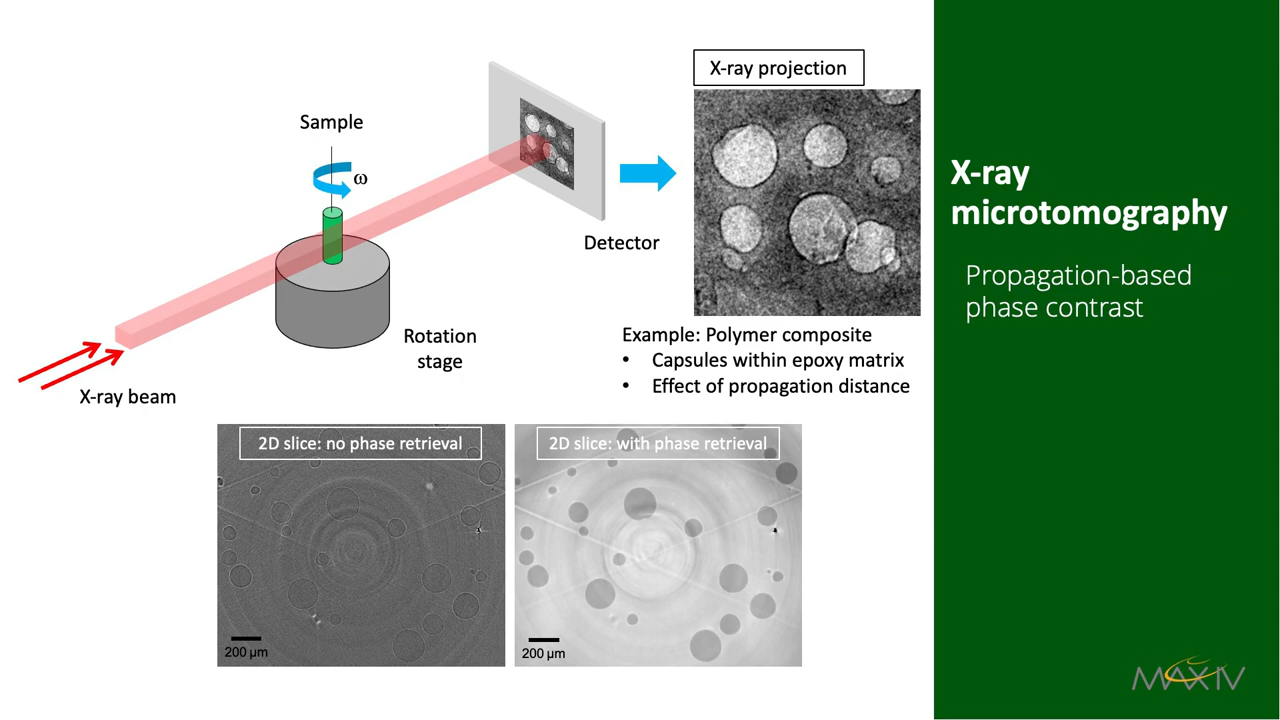 X-ray projection
Sample
ω
Detector
Rotation
stage
X-ray beam
Example: Polymer composite
• Capsules within epoxy matrix
• Effect of propagation distance
2D slice: no phase retrieval
2D slice: with phase retrieval
200 µm
200 µm
X-ray
microtomography
Propagation-based
phase contrast
MAX IV